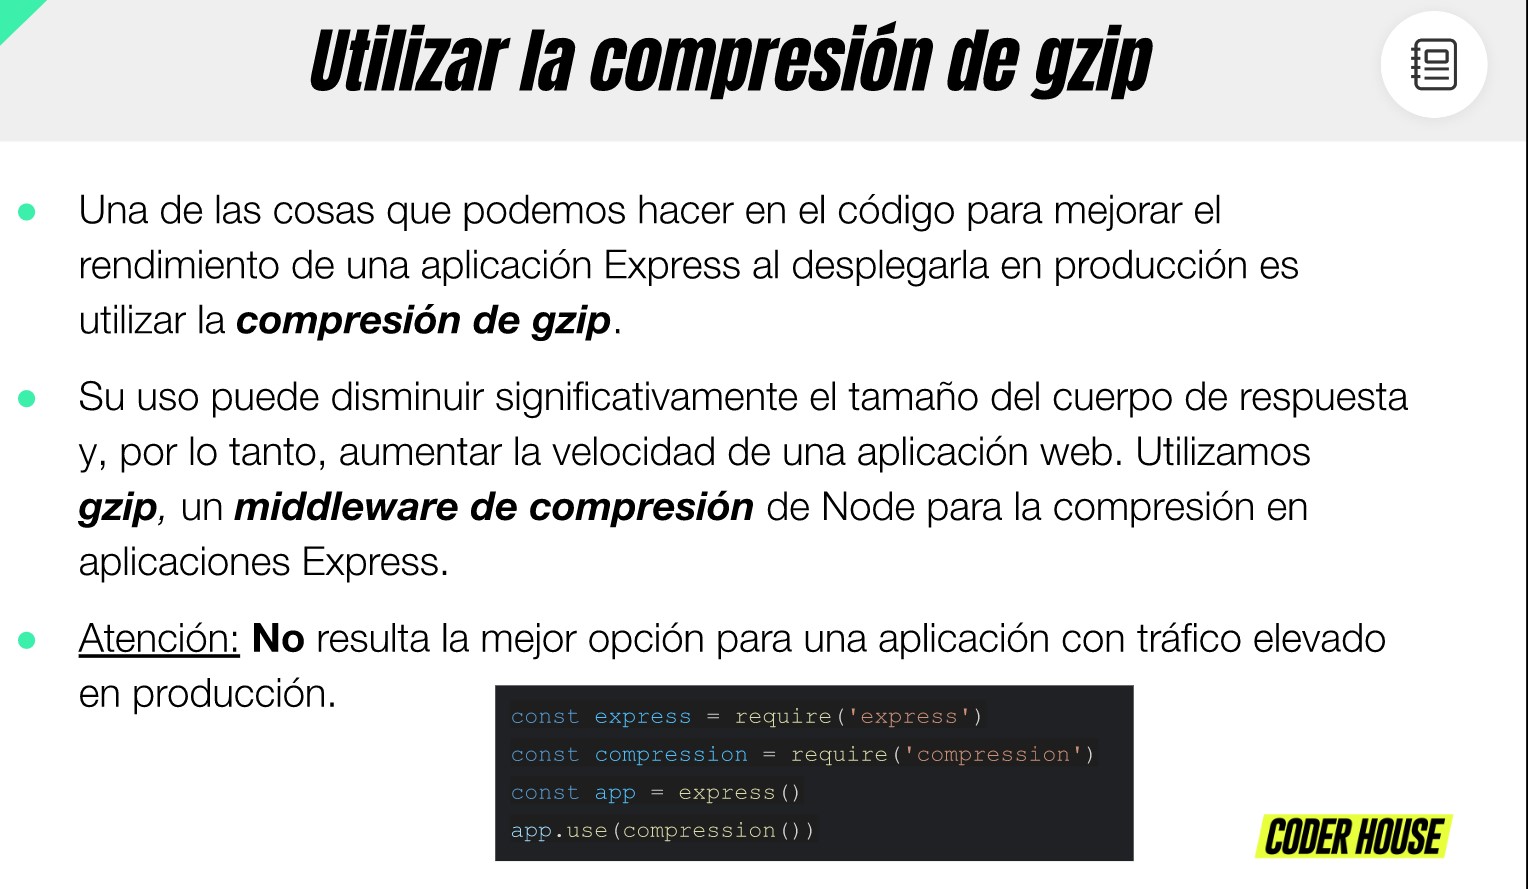 Utilizar la compresión de gzip
Una de las cosas que podemos hacer en el código para mejorar el
rendimiento de una aplicación Express al desplegarla en producción es
utilizar la compresión de gzip.
Su uso puede disminuir significativamente el tamaño del cuerpo de respuesta
y, por lo tanto, aumentar la velocidad de una aplicación web. Utilizamos
gzip, un middleware de compresión de Node para la compresión en
aplicaciones Express.
Atención: No resulta la mejor opción para una aplicación con tráfico elevado
en producción.
const express = require('express')
const compression = require('compression')
const app = express()
app.use(compression())
CODER HOUSE